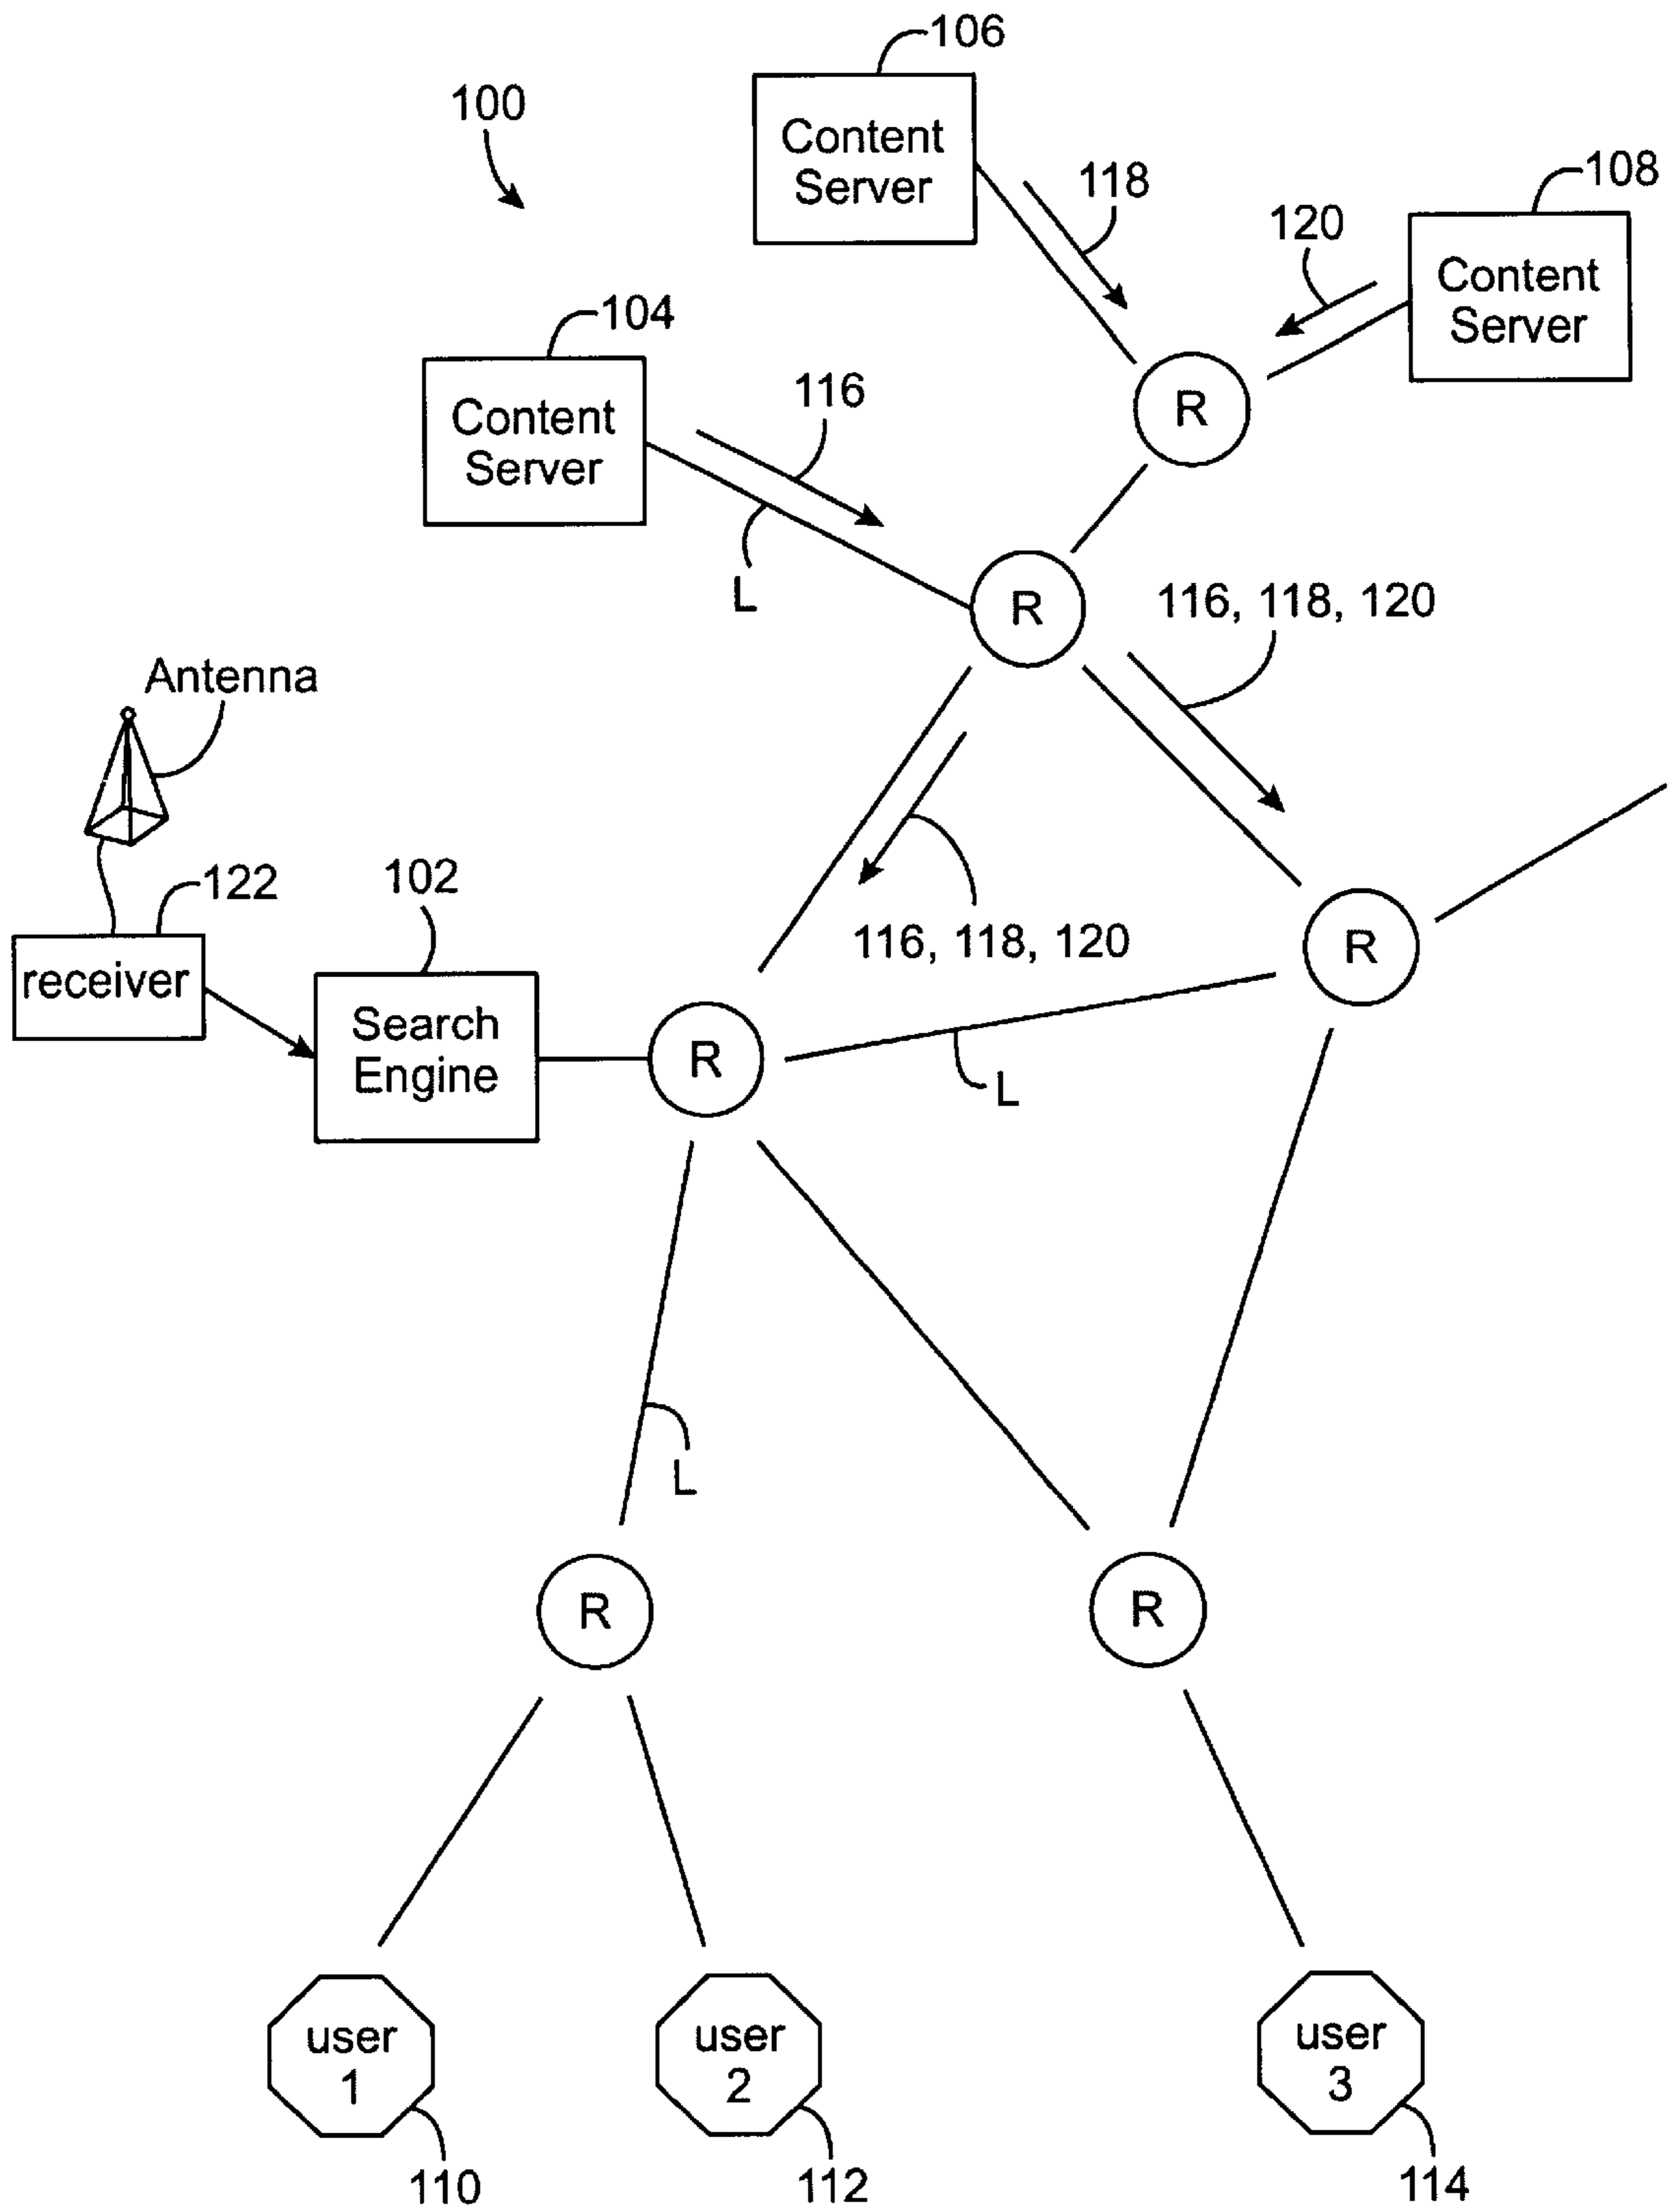 106
100
Content
Server
118
108
120
Content
Server
104
116
Content
Server
R
L
R
116, 118, 120
Antenna
122
102
116, 118, 120
receiver
Search
Engine
R
R
L
L
R
R
user
1
user
2
user
3
110
112
114